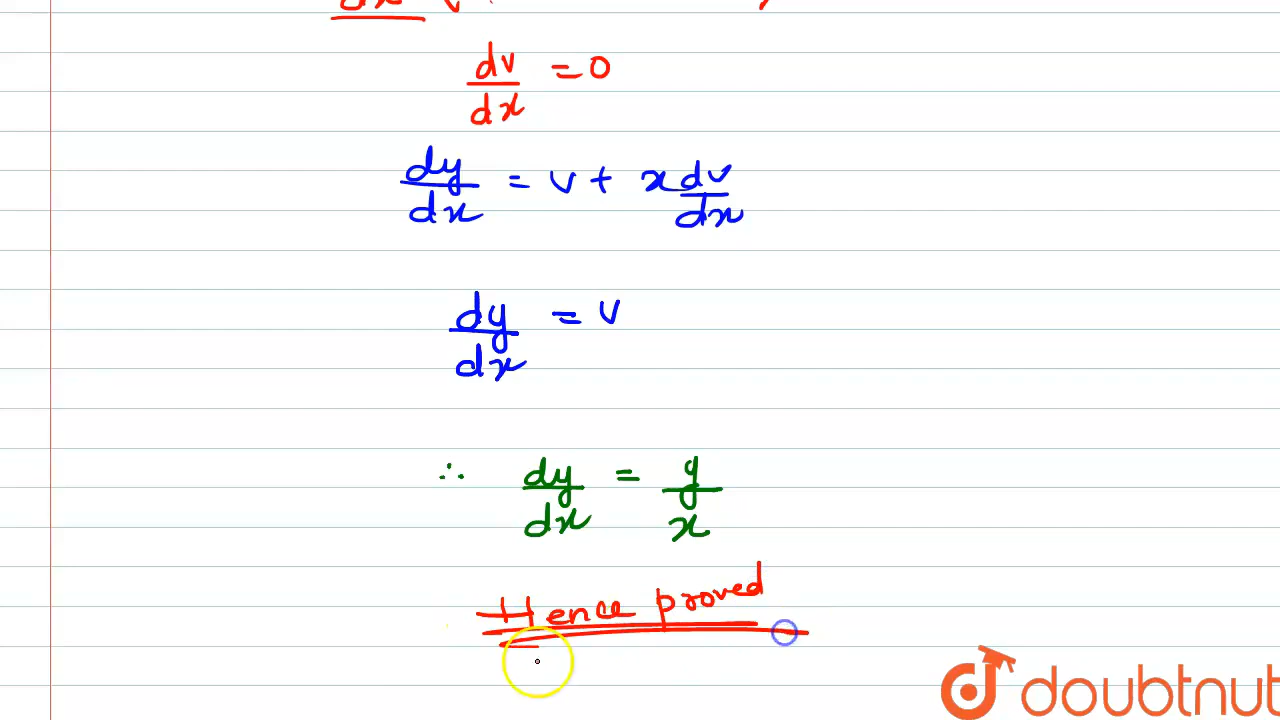 dv/dx = 0
dy/dx = v + x dv/dx
dy/dx = v
∴ dy/dx = y/x
Hence proved
doubtnut